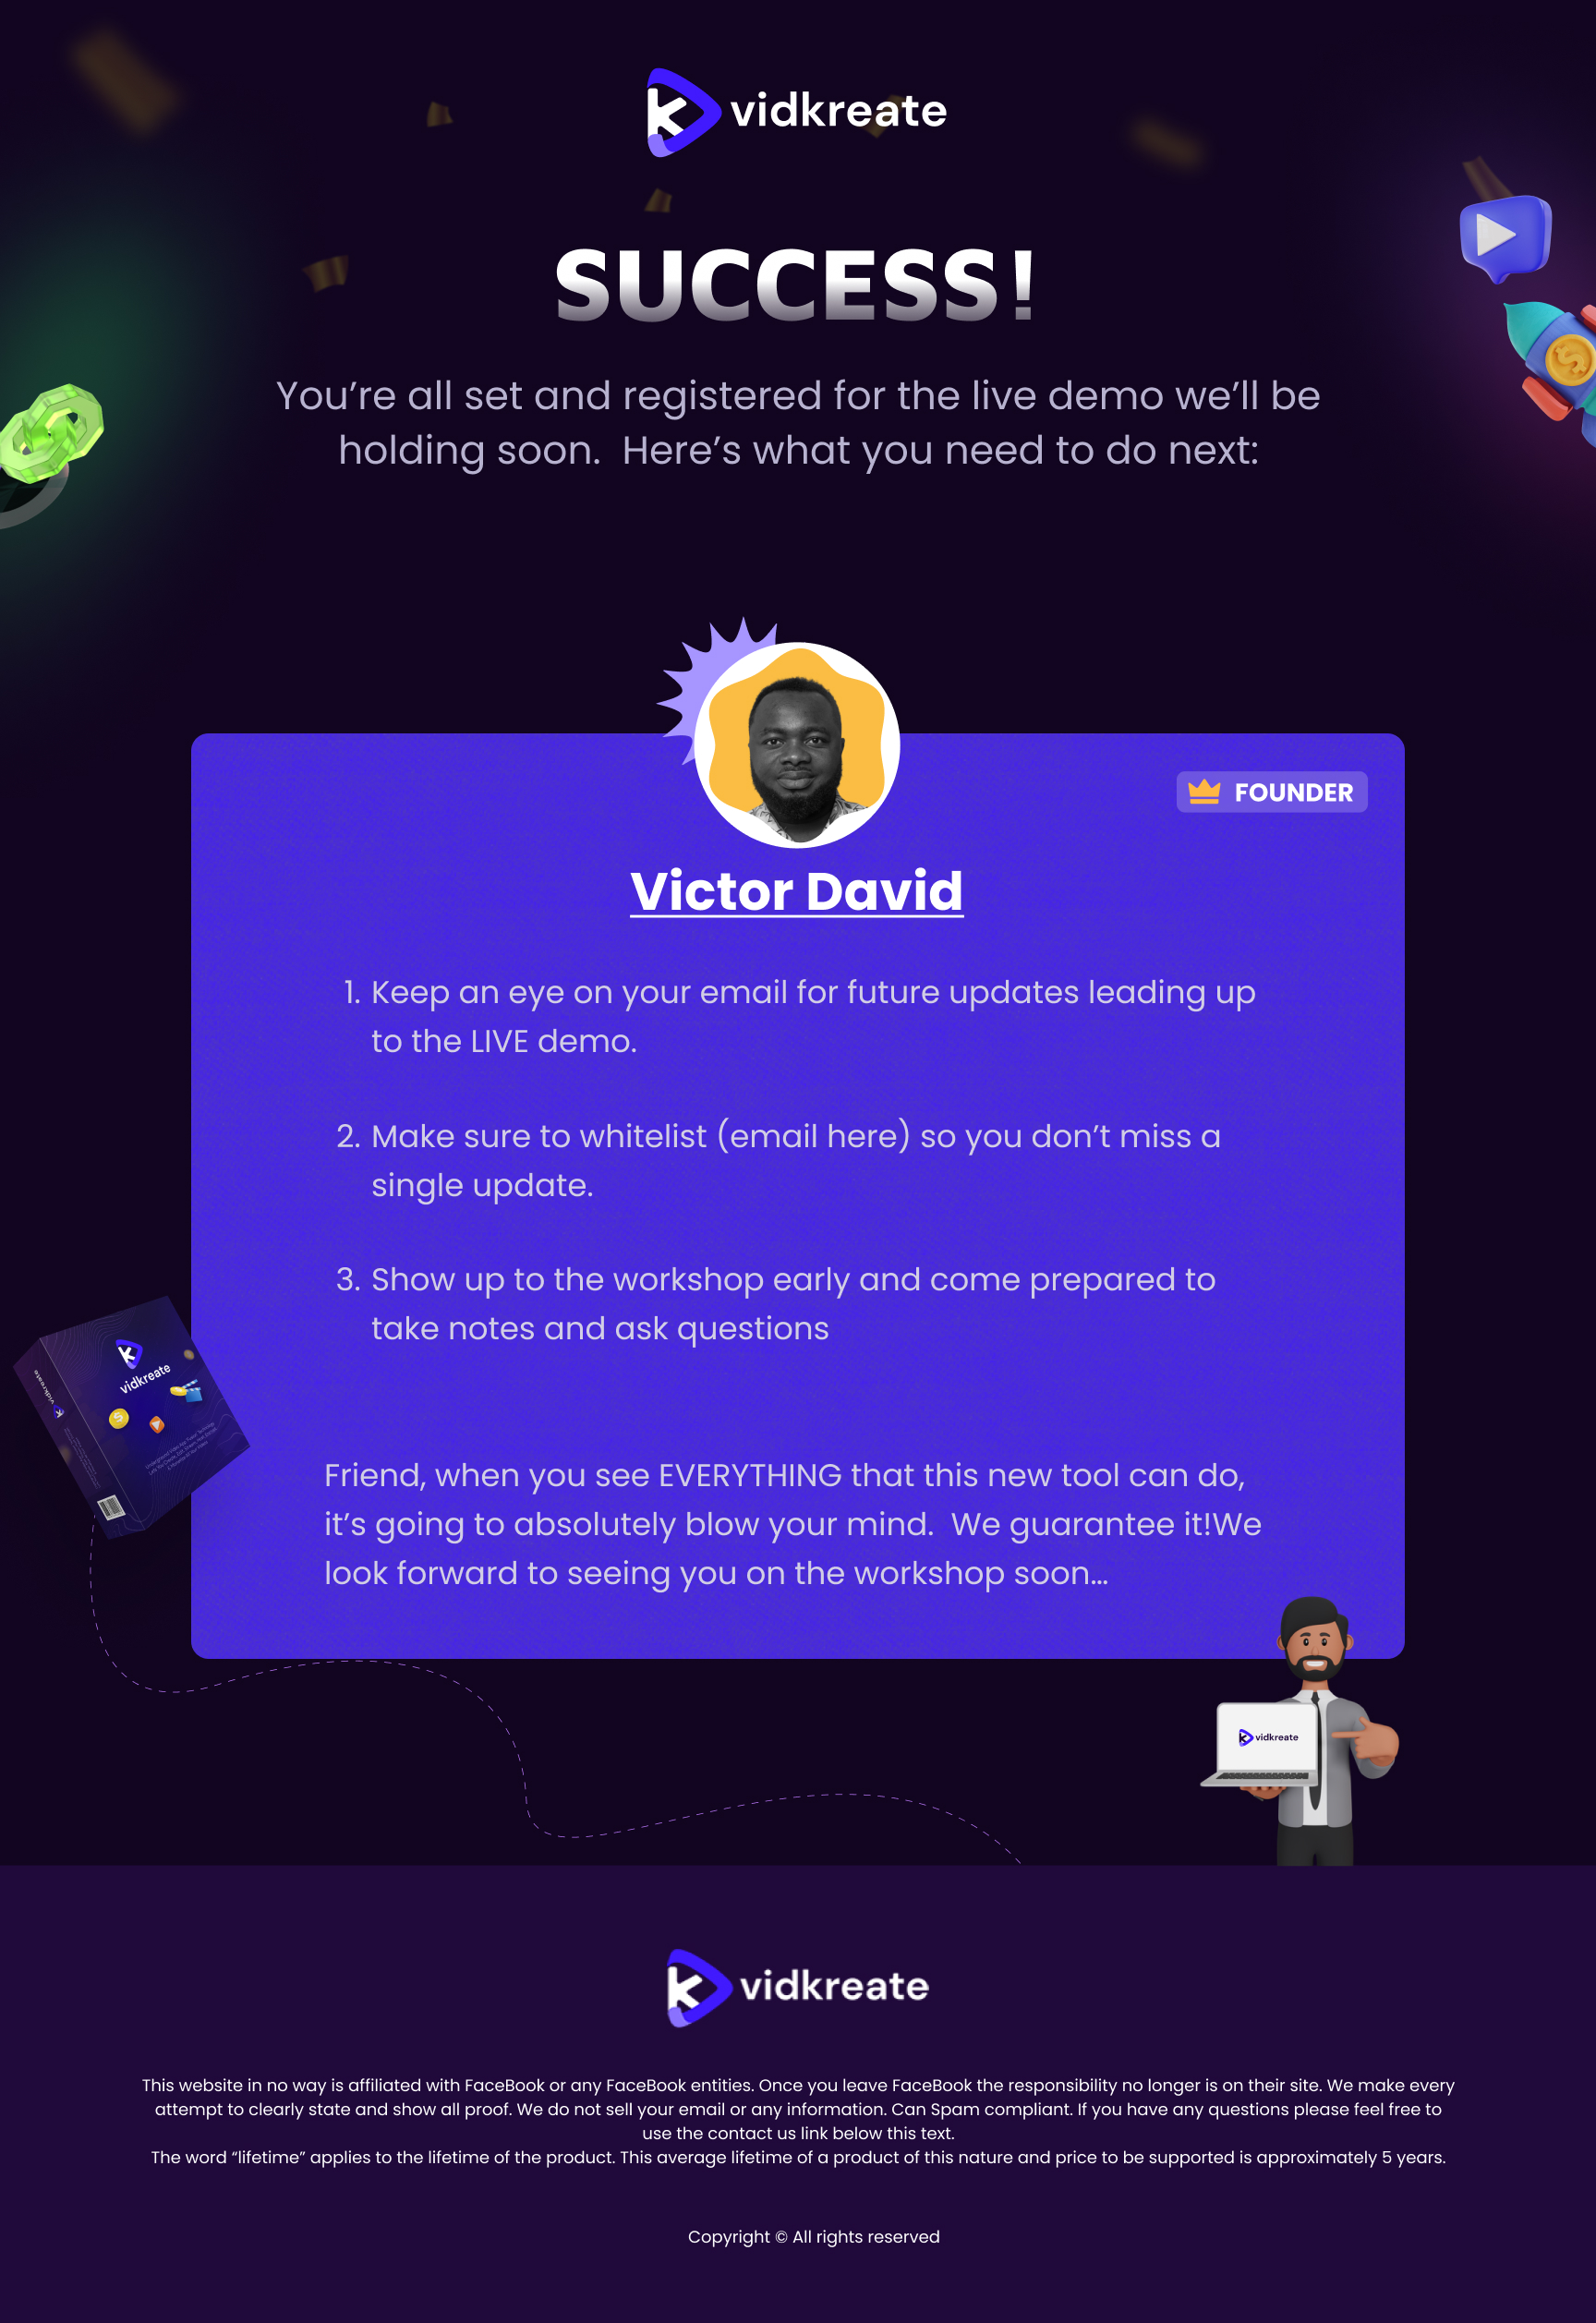 vidkreate
SUCCESS!
You’re all set and registered for the live demo we’ll be
holding soon.  Here’s what you need to do next:
FOUNDER
Victor David
1. Keep an eye on your email for future updates leading up
to the LIVE demo.
2. Make sure to whitelist (email here) so you don’t miss a
single update.
3. Show up to the workshop early and come prepared to
take notes and ask questions
vidkreate
vidkreate
Friend, when you see EVERYTHING that this new tool can do,
it’s going to absolutely blow your mind.  We guarantee it!We
look forward to seeing you on the workshop soon...
vidkreate
vidkreate
This website in no way is affiliated with FaceBook or any FaceBook entities. Once you leave FaceBook the responsibility no longer is on their site. We make every
attempt to clearly state and show all proof. We do not sell your email or any information. Can Spam compliant. If you have any questions please feel free to
use the contact us link below this text.
The word “lifetime” applies to the lifetime of the product. This average lifetime of a product of this nature and price to be supported is approximately 5 years.
Copyright © All rights reserved